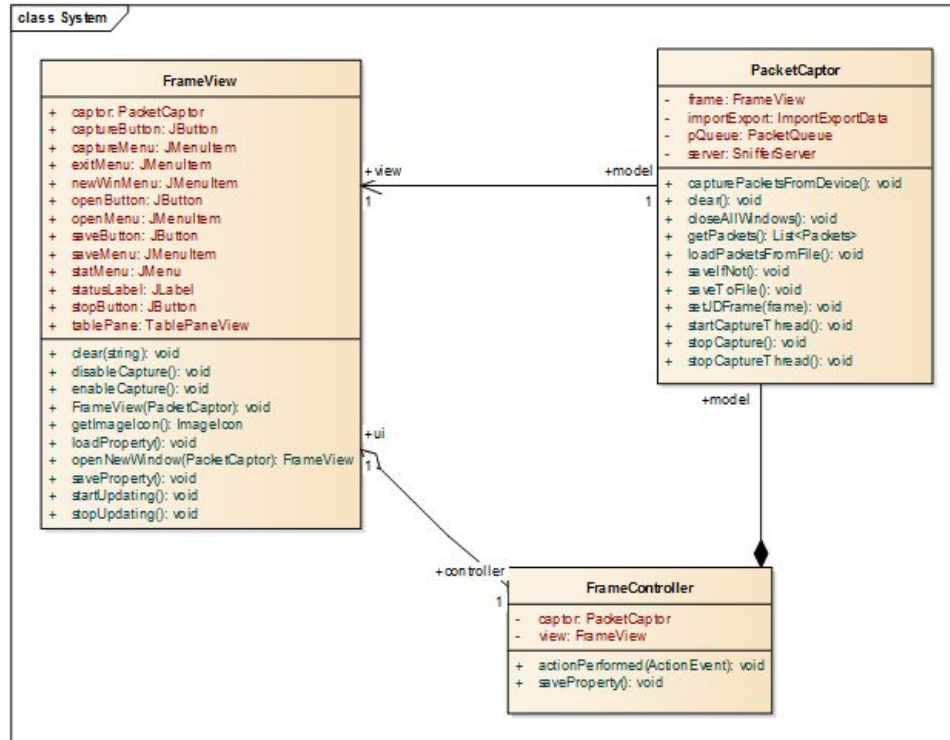 class System
FrameView
+ captor: PacketCaptor
+ captureButton: JButton
+ captureMenu: JMenuItem
+ exitMenu: JMenuItem
+ newWinMenu: JMenuItem
+ openButton: JButton
+ openMenu: JMenuItem
+ saveButton: JButton
+ saveMenu: JMenuItem
+ statMenu: JMenu
+ statusLabel: JLabel
+ stopButton: JButton
+ tablePane: TablePaneView
+ clear(string): void
+ disableCapture(): void
+ enableCapture(): void
+ FrameView(PacketCaptor): void
+ getImageIcon(): ImageIcon
+ loadProperty(): void
+ openNewWindow(PacketCaptor): FrameView
+ saveProperty(): void
+ startUpdating(): void
+ stopUpdating(): void
+view
1
+model
1
PacketCaptor
- frame: FrameView
- importExport: ImportExportData
- pQueue: PacketQueue
- server: SnifferServer
+ capturePacketsFromDevice(): void
+ clear(): void
+ closeAllWindows(): void
+ getPackets(): List<Packets>
+ loadPacketsFromFile(): void
+ saveIfNot(): void
+ saveToFile(): void
+ setJDFrame(frame): void
+ startCaptureThread(): void
+ stopCapture(): void
+ stopCaptureThread(): void
+model
+ui
1
+controller
1
FrameController
- captor: PacketCaptor
- view: FrameView
+ actionPerformed(ActionEvent): void
+ saveProperty(): void